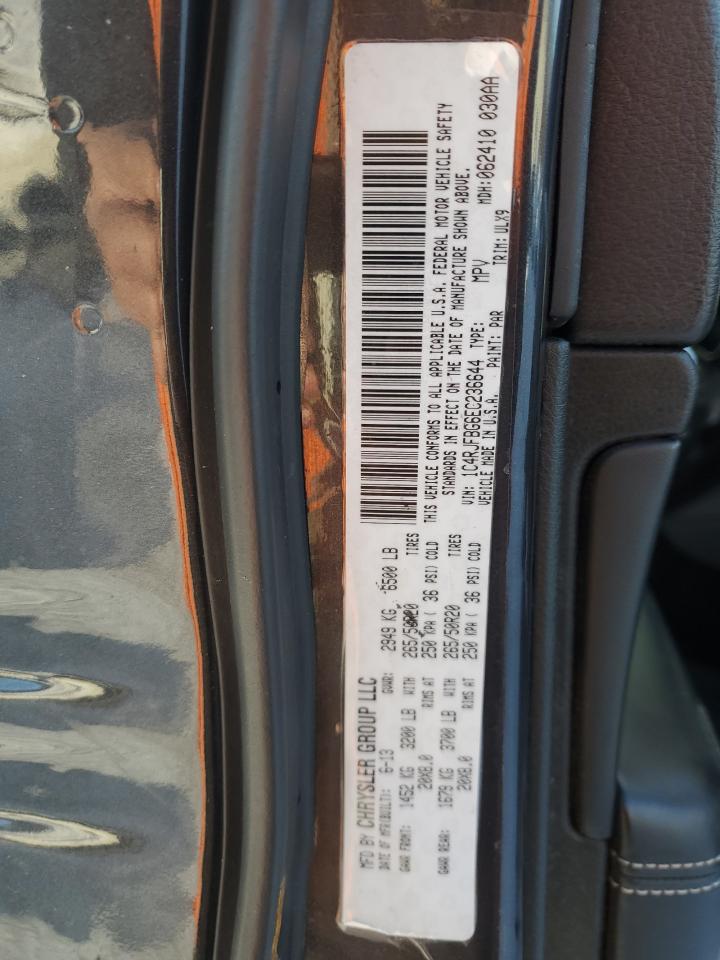 MFD BY CHRYSLER GROUP LLC
DATE OF MFR(BUILT): 6-13 GVWR: 2949 KG 6500 LB
GAWR FRONT: 1452 KG 3200 LB WITH 265/50R20 TIRES
20X8.0 RIMS AT 250 KPA ( 36 PSI) COLD
GAWR REAR: 1679 KG 3700 LB WITH 265/50R20 TIRES
20X8.0 RIMS AT 250 KPA ( 36 PSI) COLD
THIS VEHICLE CONFORMS TO ALL APPLICABLE U.S.A. FEDERAL MOTOR VEHICLE SAFETY
STANDARDS IN EFFECT ON THE DATE OF MANUFACTURE SHOWN ABOVE.
VIN: 1C4RJFBG6EC236644 TYPE: MPV MDH:062410 030AA
VEHICLE MADE IN U.S.A. PAINT: PAR TRIM: ULX9